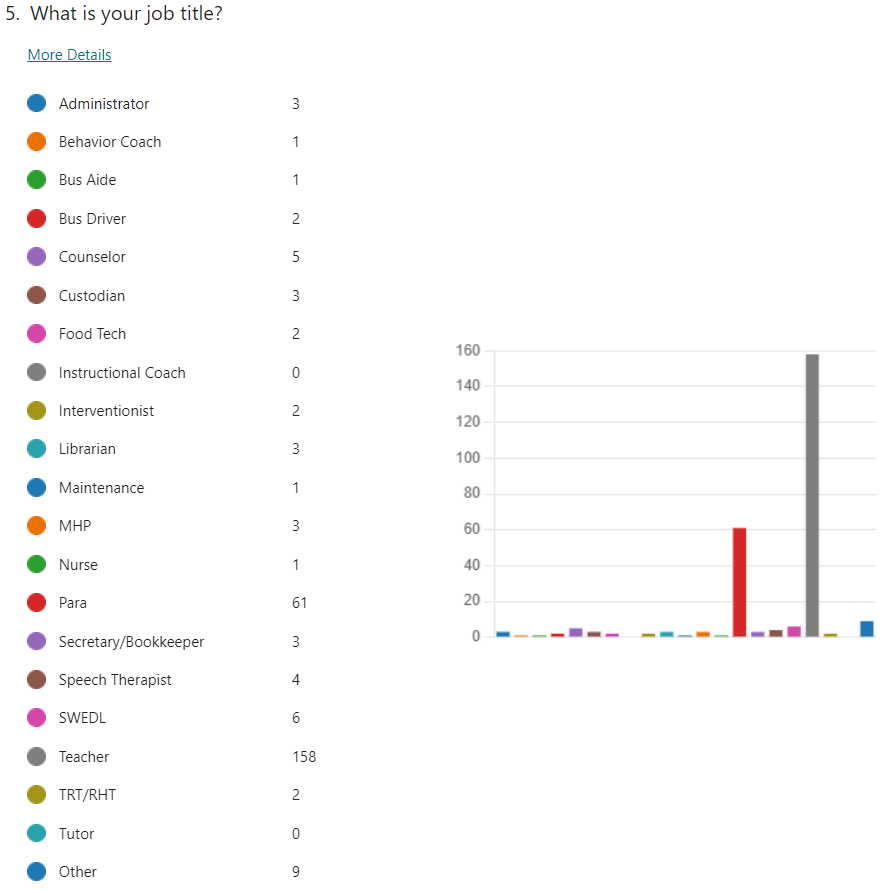 5. What is your job title?
More Details
Administrator 3
Behavior Coach 1
Bus Aide 1
Bus Driver 2
Counselor 5
Custodian 3
Food Tech 2
Instructional Coach 0
Interventionist 2
Librarian 3
Maintenance 1
MHP 3
Nurse 1
Para 61
Secretary/Bookkeeper 3
Speech Therapist 4
SWEDL 6
Teacher 158
TRT/RHT 2
Tutor 0
Other 9
160
140
120
100
80
60
40
20
0